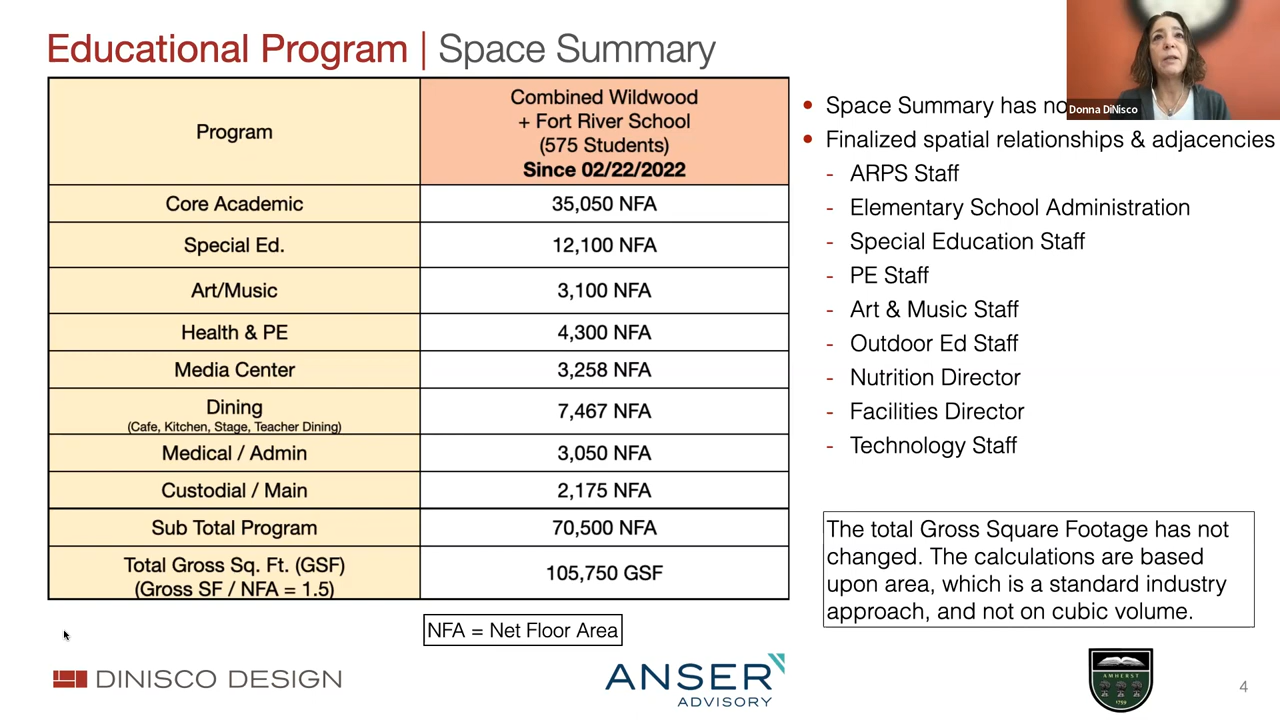 Educational Program | Space Summary
Program
Combined Wildwood
+ Fort River School
(575 Students)
Since 02/22/2022
Core Academic 35,050 NFA
Special Ed. 12,100 NFA
Art/Music 3,100 NFA
Health & PE 4,300 NFA
Media Center 3,258 NFA
Dining
(Cafe, Kitchen, Stage, Teacher Dining)
7,467 NFA
Medical / Admin 3,050 NFA
Custodial / Main 2,175 NFA
Sub Total Program 70,500 NFA
Total Gross Sq. Ft. (GSF)
(Gross SF / NFA = 1.5)
105,750 GSF
NFA = Net Floor Area
Donna DiNisco
• Space Summary has no
• Finalized spatial relationships & adjacencies
- ARPS Staff
- Elementary School Administration
- Special Education Staff
- PE Staff
- Art & Music Staff
- Outdoor Ed Staff
- Nutrition Director
- Facilities Director
- Technology Staff
The total Gross Square Footage has not
changed. The calculations are based
upon area, which is a standard industry
approach, and not on cubic volume.
DINISCO DESIGN
ANSER
ADVISORY
AMHERST
1759
4